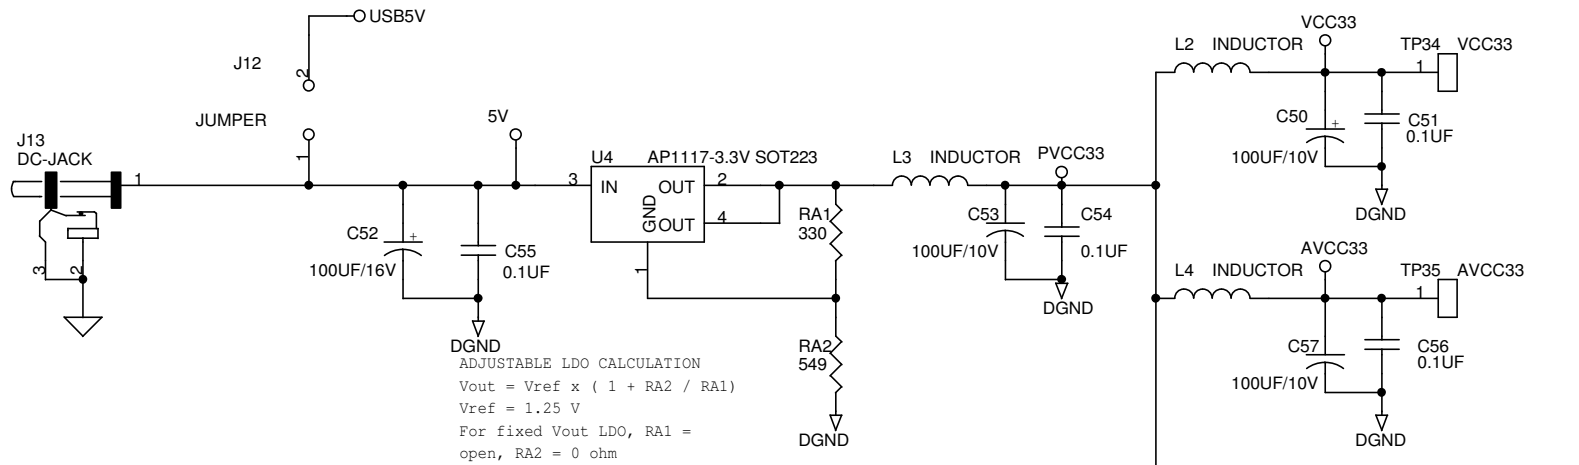 USB5V
J12
2
JUMPER
1
J13
DC-JACK
1
3
2
5V
C52
+
100UF/16V
C55
0.1UF
DGND
U4 AP1117-3.3V SOT223
3 IN OUT 2
GND
OUT 4
1
RA1
330
RA2
549
DGND
L3 INDUCTOR
PVCC33
C53
100UF/10V
C54
0.1UF
DGND
L2 INDUCTOR
VCC33
TP34 VCC33
1
C50
+
100UF/10V
C51
0.1UF
DGND
L4 INDUCTOR
AVCC33
TP35 AVCC33
1
C57
100UF/10V
C56
0.1UF
DGND
ADJUSTABLE LDO CALCULATION
Vout = Vref x ( 1 + RA2 / RA1)
Vref = 1.25 V
For fixed Vout LDO, RA1 =
open, RA2 = 0 ohm